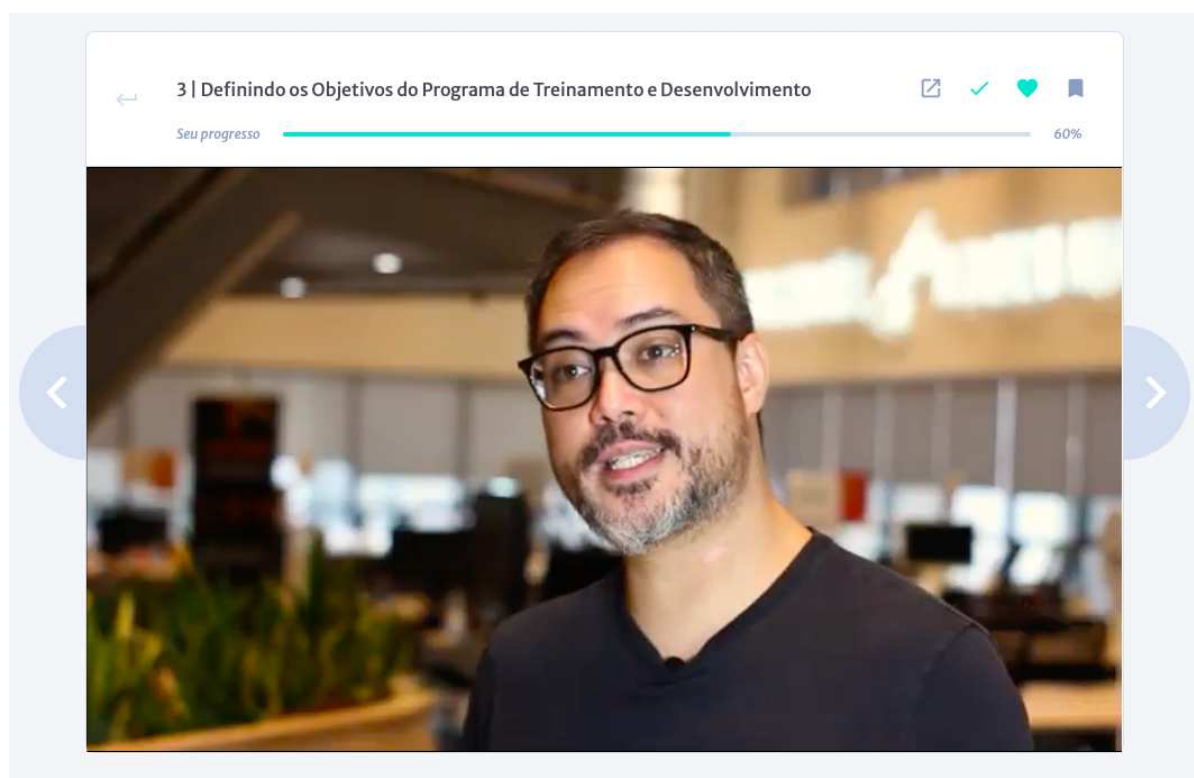 3 | Definindo os Objetivos do Programa de Treinamento e Desenvolvimento
Seu progresso
60%